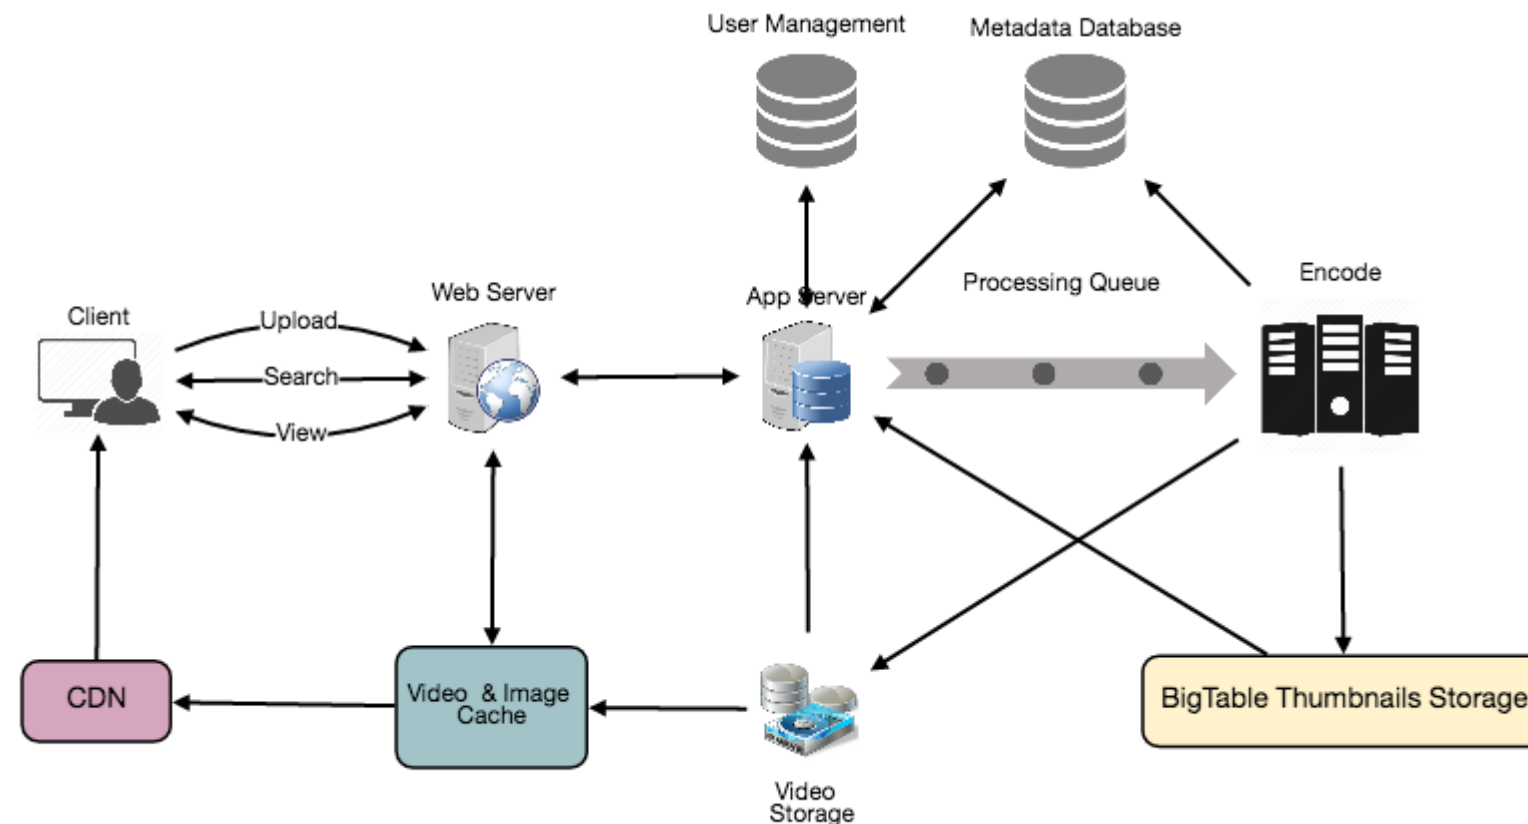 User Management
Metadata Database
Client
Upload
Search
View
Web Server
App Server
Processing Queue
Encode
CDN
Video & Image
Cache
Video
Storage
BigTable Thumbnails Storage